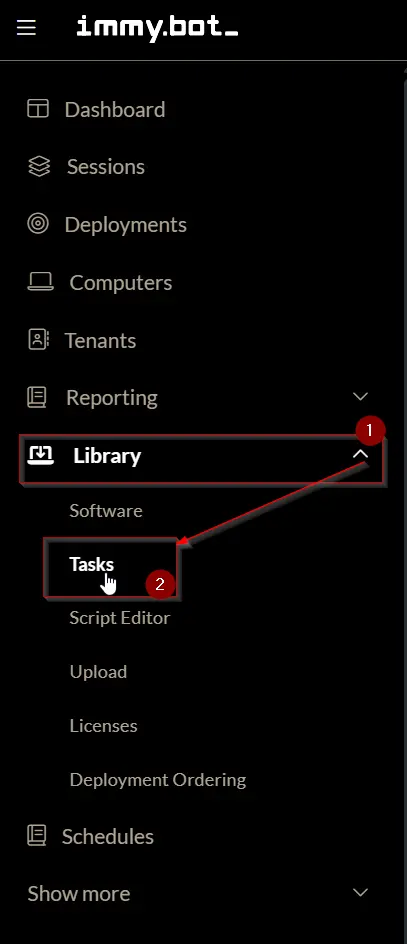 immy.bot_
Dashboard
Sessions
Deployments
Computers
Tenants
Reporting
1
Library
Software
Tasks
2
Script Editor
Upload
Licenses
Deployment Ordering
Schedules
Show more